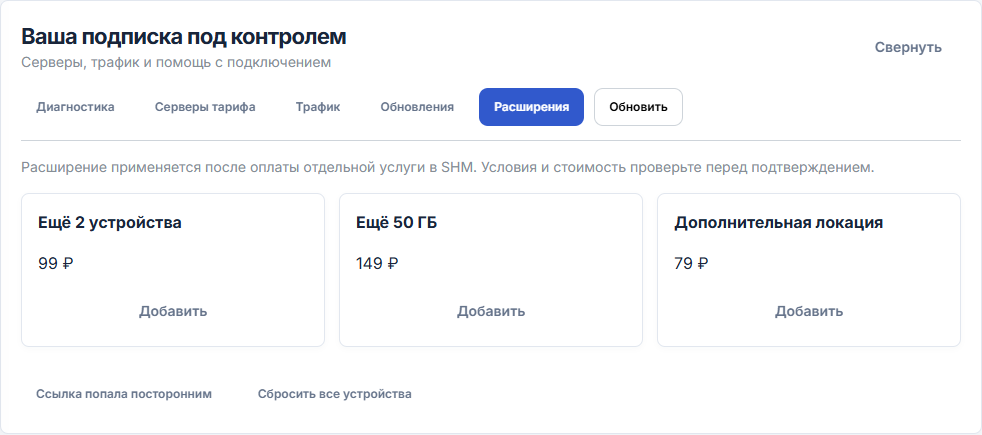 Ваша подписка под контролем
Серверы, трафик и помощь с подключением
Свернуть
Диагностика
Серверы тарифа
Трафик
Обновления
Расширения
Обновить
Расширение применяется после оплаты отдельной услуги в SHM. Условия и стоимость проверьте перед подтверждением.
Ещё 2 устройства
99 ₽
Добавить
Ещё 50 ГБ
149 ₽
Добавить
Дополнительная локация
79 ₽
Добавить
Ссылка попала посторонним
Сбросить все устройства